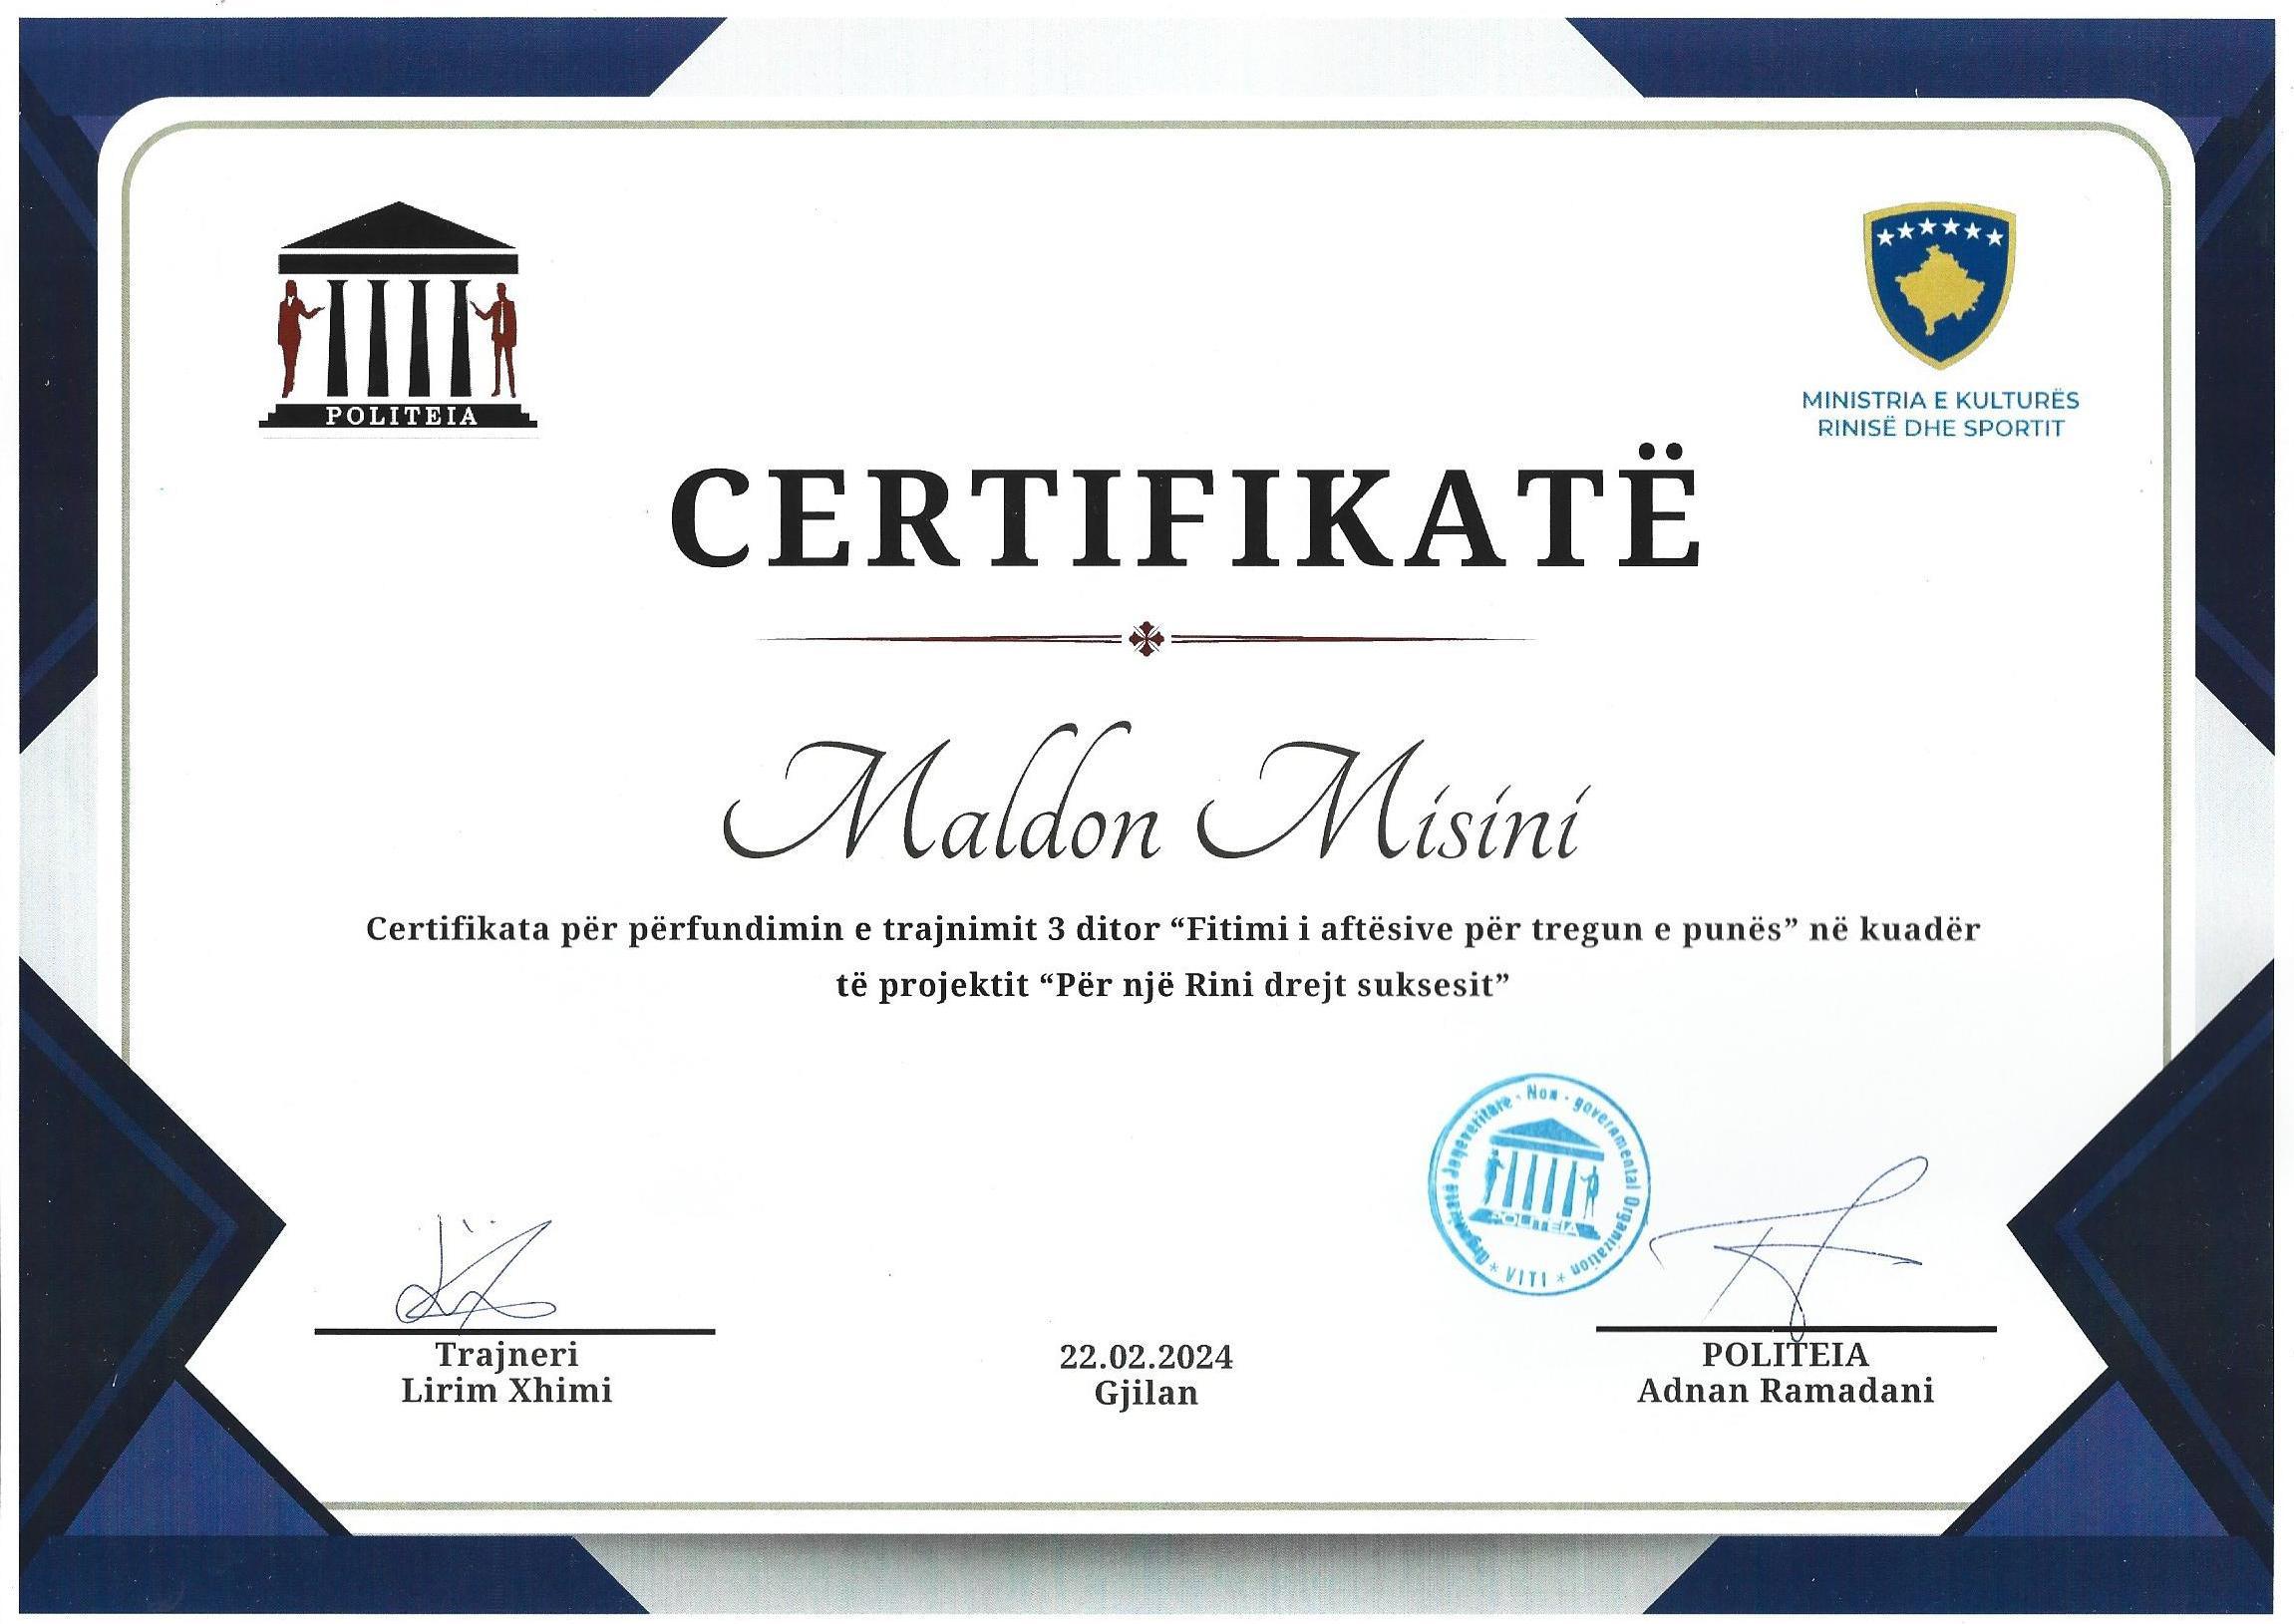 POLITEIA
MINISTRIA E KULTURËS
RINISË DHE SPORTIT
CERTIFIKATË
Maldon Misini
Certifikata për përfundimin e trajnimit 3 ditor “Fitimi i aftësive për tregun e punës” në kuadër
të projektit “Për një Rini drejt suksesit”
Organizatë Joqeveritare - Non - governmental Organization * VITI *
POLITEIA
Trajneri
Lirim Xhimi
22.02.2024
Gjilan
POLITEIA
Adnan Ramadani